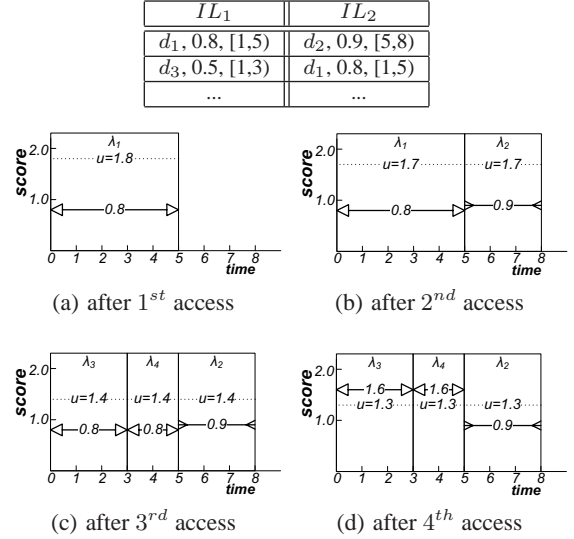 IL1 IL2
d1, 0.8, [1,5) d2, 0.9, [5,8)
d3, 0.5, [1,3) d1, 0.8, [1,5)
... ...
λ1
2.0
u=1.8
score
1.0
0.8
0 1 2 3 4 5 6 7 8
time
(a) after 1st access
λ1 λ2
2.0
u=1.7 u=1.7
score
1.0
0.8 0.9
0 1 2 3 4 5 6 7 8
time
(b) after 2nd access
λ3 λ4 λ2
2.0
u=1.4 u=1.4 u=1.4
score
1.0
0.8 0.8 0.9
0 1 2 3 4 5 6 7 8
time
(c) after 3rd access
λ3 λ4 λ2
2.0
1.6 1.6
u=1.3 u=1.3 u=1.3
score
1.0
0.9
0 1 2 3 4 5 6 7 8
time
(d) after 4th access